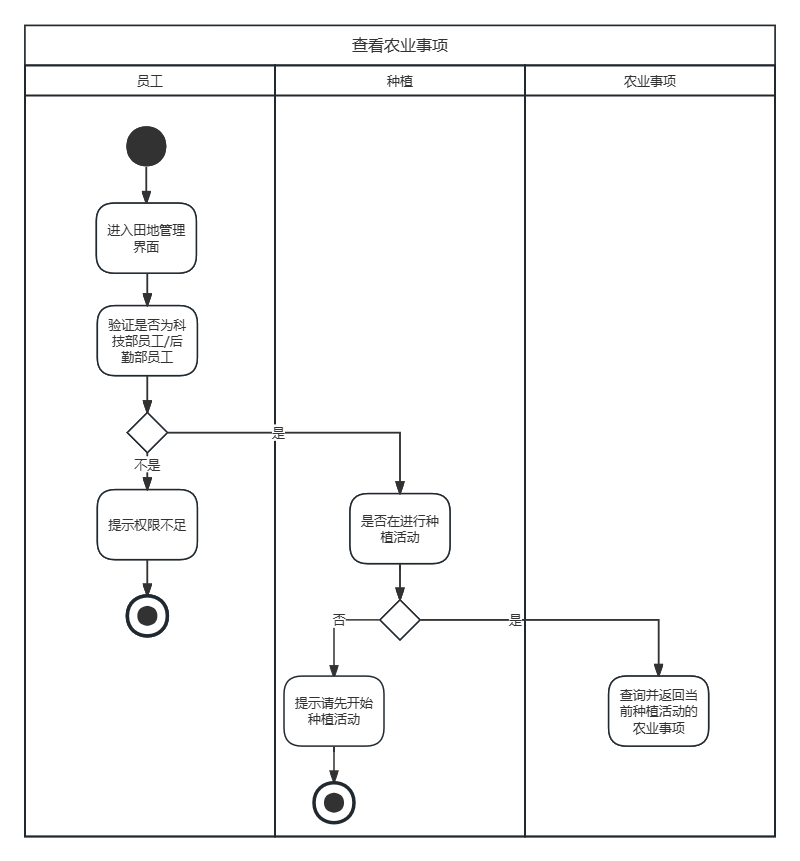 查看农业事项
员工
种植
农业事项
进入田地管理
界面
验证是否为科
技部员工/后
勤部员工
是
不是
提示权限不足
是否在进行种
植活动
否
是
提示请先开始
种植活动
查询并返回当
前种植活动的
农业事项